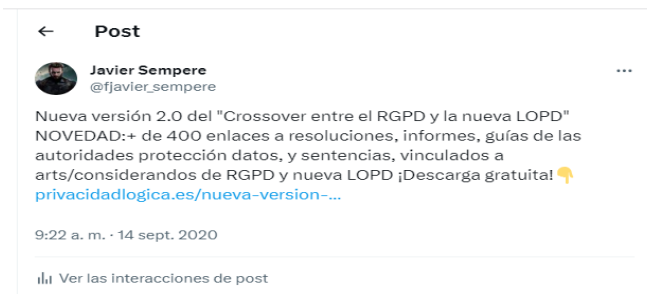 Post
Javier Sempere
@fjavier_sempere
Nueva versión 2.0 del "Crossover entre el RGPD y la nueva LOPD"
NOVEDAD:+ de 400 enlaces a resoluciones, informes, guías de las
autoridades protección datos, y sentencias, vinculados a
arts/considerandos de RGPD y nueva LOPD ¡Descarga gratuita!👇
privacidadlogica.es/nueva-version-...
9:22 a. m. · 14 sept. 2020
Ver las interacciones de post